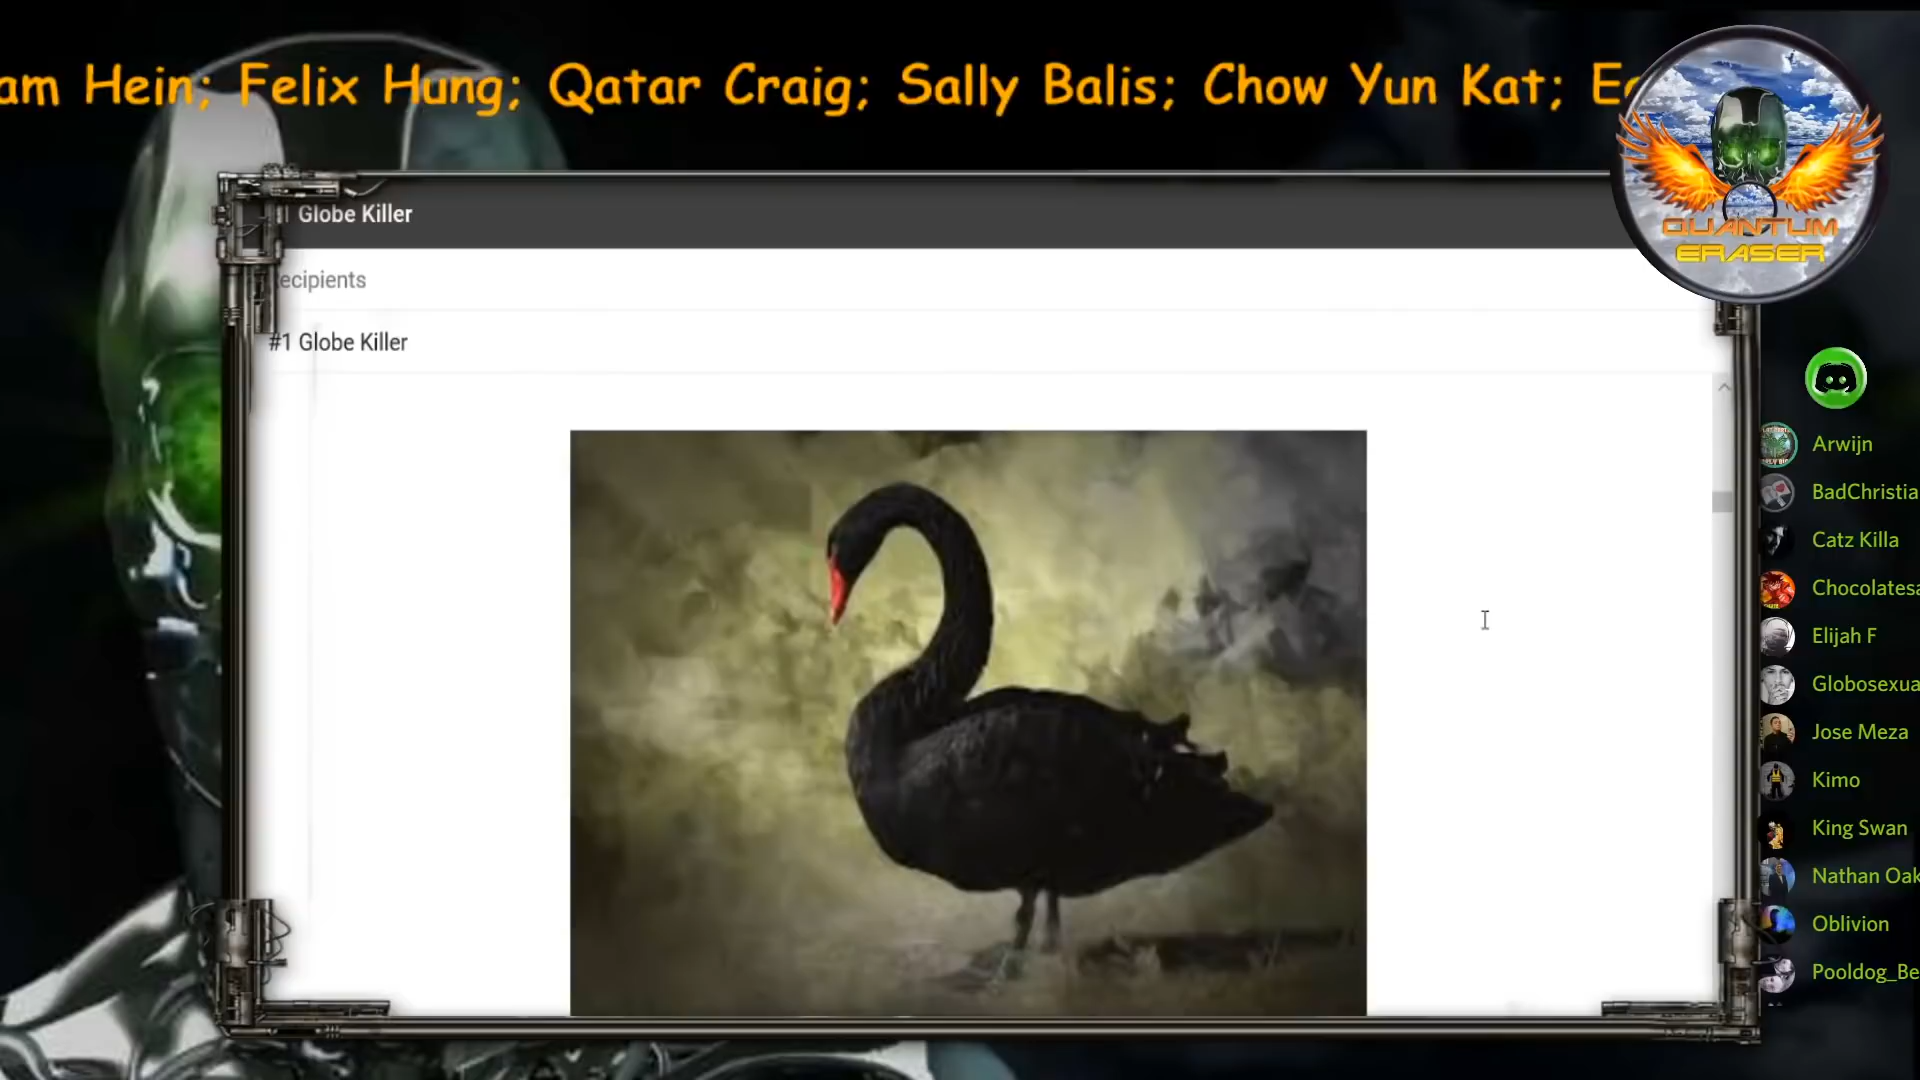 am Hein; Felix Hung; Qatar Craig; Sally Balis; Chow Yun Kat;
QUANTUM
ERASER
Globe Killer
ecipients
#1 Globe Killer
Arwijn
BadChristia
Catz Killa
Chocolatesa
Elijah F
Globosexua
Jose Meza
Kimo
King Swan
Nathan Oak
Oblivion
Pooldog_Be